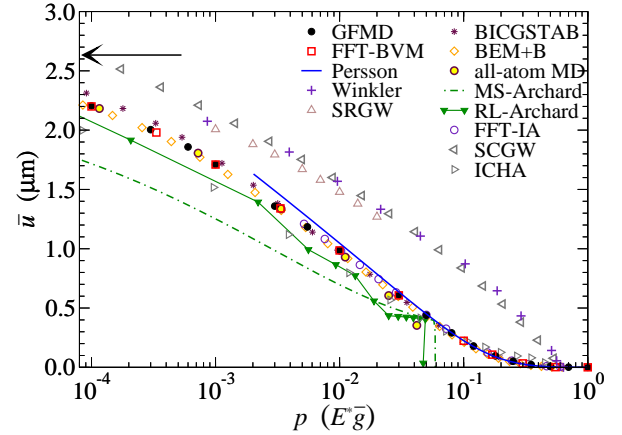 3.0
2.5
2.0
1.5
1.0
0.5
0.0
ū (μm)
GFMD
FFT-BVM
Persson
Winkler
SRGW
BICGSTAB
BEM+B
all-atom MD
MS-Archard
RL-Archard
FFT-IA
SCGW
ICHA
10⁻⁴
10⁻³
10⁻²
10⁻¹
10⁰
p (E*ḡ)